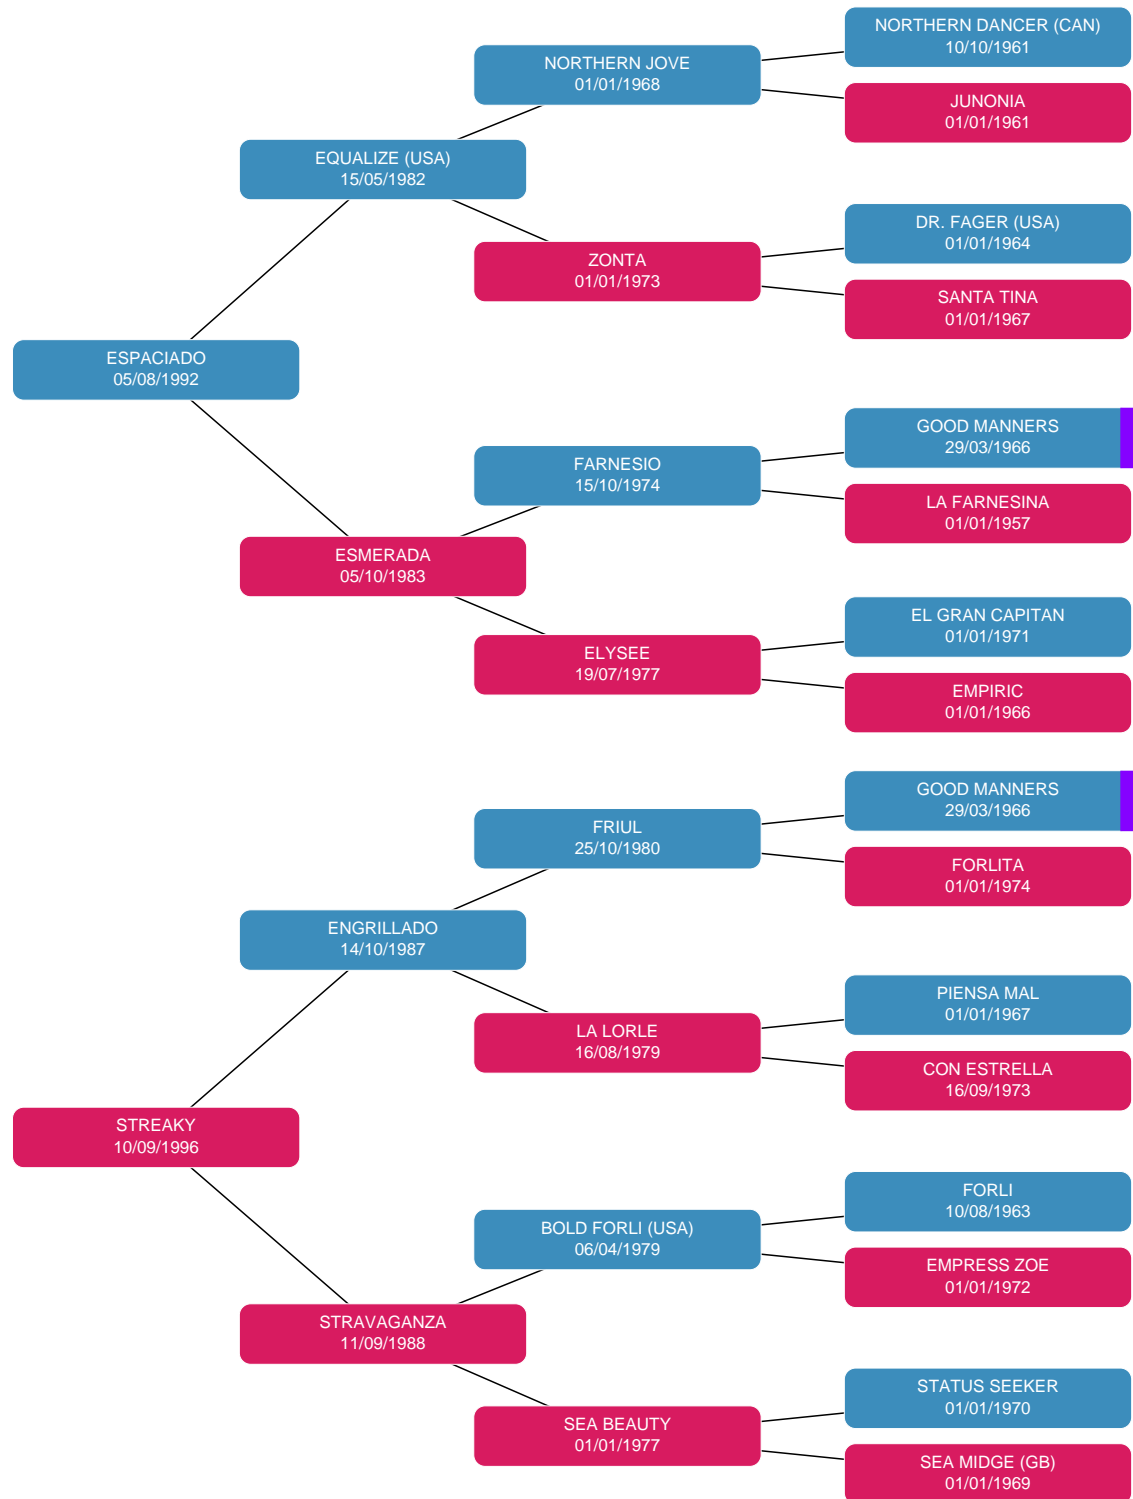 NORTHERN DANCER (CAN)
10/10/1961
NORTHERN JOVE
01/01/1968
JUNONIA
01/01/1961
EQUALIZE (USA)
15/05/1982
DR. FAGER (USA)
01/01/1964
ZONTA
01/01/1973
SANTA TINA
01/01/1967
ESPACIADO
05/08/1992
GOOD MANNERS
29/03/1966
FARNESIO
15/10/1974
LA FARNESINA
01/01/1957
ESMERADA
05/10/1983
EL GRAN CAPITAN
01/01/1971
ELYSEE
19/07/1977
EMPIRIC
01/01/1966
GOOD MANNERS
29/03/1966
FRIUL
25/10/1980
FORLITA
01/01/1974
ENGRILLADO
14/10/1987
PIENSA MAL
01/01/1967
LA LORLE
16/08/1979
CON ESTRELLA
16/09/1973
STREAKY
10/09/1996
FORLI
10/08/1963
BOLD FORLI (USA)
06/04/1979
EMPRESS ZOE
01/01/1972
STRAVAGANZA
11/09/1988
STATUS SEEKER
01/01/1970
SEA BEAUTY
01/01/1977
SEA MIDGE (GB)
01/01/1969